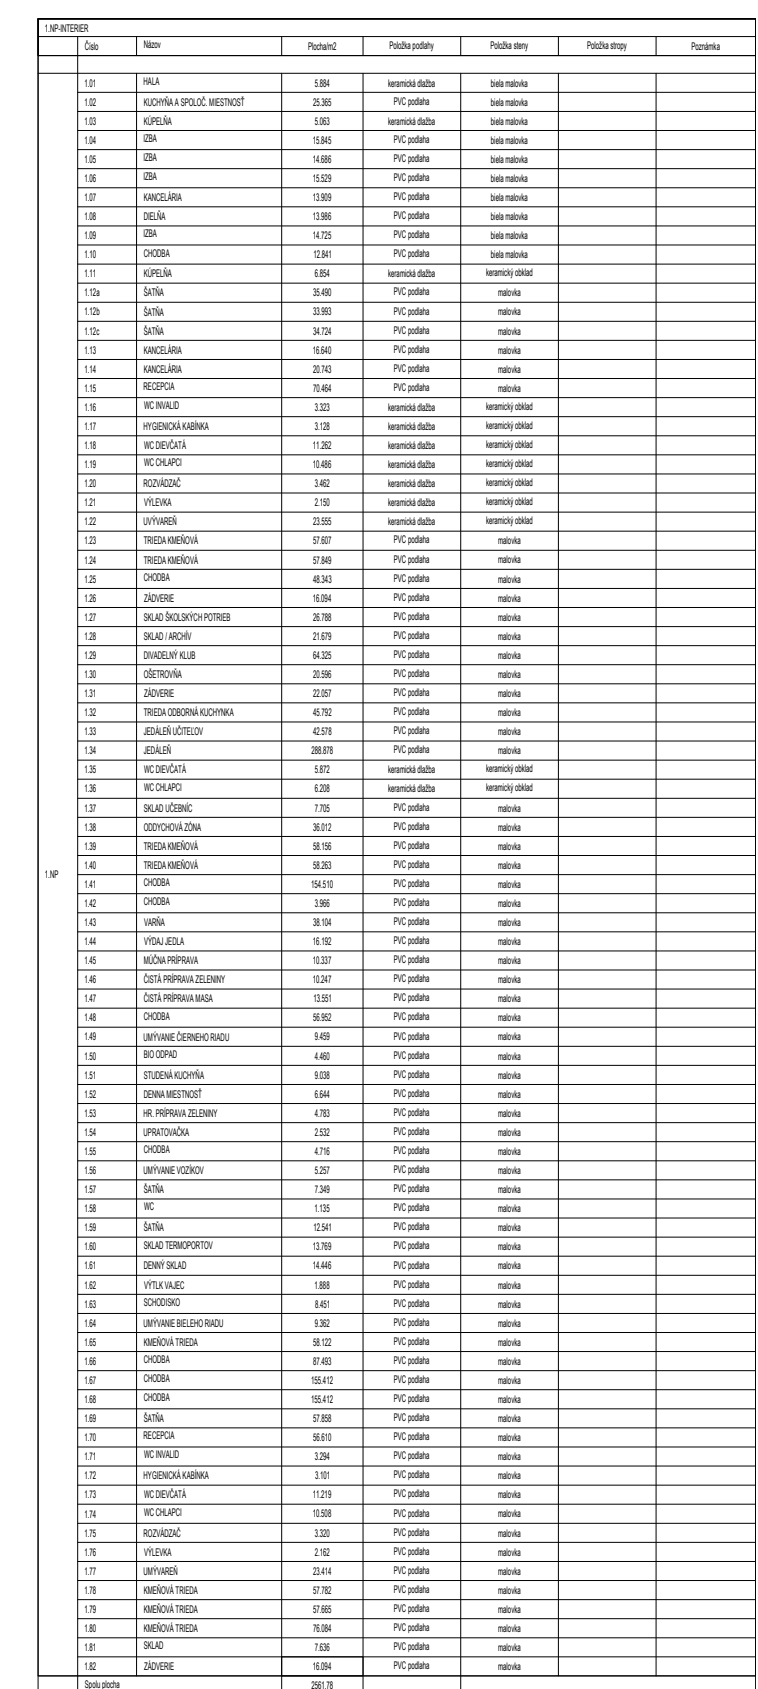 1.NP-INTERIER
Číslo Názov Plocha/m2 Položka podlahy Položka steny Položka stropy Poznámka
1.01 HALA 5.884 keramická dlažba biela malovka
1.02 KUCHYŇA A SPOLOČ. MIESTNOSŤ 25.365 PVC podlaha biela malovka
1.03 KÚPELŇA 5.063 keramická dlažba biela malovka
1.04 IZBA 15.845 PVC podlaha biela malovka
1.05 IZBA 14.686 PVC podlaha biela malovka
1.06 IZBA 15.529 PVC podlaha biela malovka
1.07 KANCELÁRIA 13.909 PVC podlaha biela malovka
1.08 DIELŇA 13.986 PVC podlaha biela malovka
1.09 IZBA 14.725 PVC podlaha biela malovka
1.10 CHODBA 12.841 PVC podlaha biela malovka
1.11 KÚPELŇA 6.854 keramická dlažba keramický obklad
1.12a ŠATŇA 35.490 PVC podlaha malovka
1.12b ŠATŇA 33.993 PVC podlaha malovka
1.12c ŠATŇA 34.724 PVC podlaha malovka
1.13 KANCELÁRIA 16.640 PVC podlaha malovka
1.14 KANCELÁRIA 20.743 PVC podlaha malovka
1.15 RECEPCIA 70.464 PVC podlaha malovka
1.16 WC INVALID 3.323 keramická dlažba keramický obklad
1.17 HYGIENICKÁ KABÍNKA 3.128 keramická dlažba keramický obklad
1.18 WC DIEVČATÁ 11.262 keramická dlažba keramický obklad
1.19 WC CHLAPCI 10.486 keramická dlažba keramický obklad
1.20 ROZVÁDZAČ 3.462 keramická dlažba keramický obklad
1.21 VÝLEVKA 2.150 keramická dlažba keramický obklad
1.22 UVÝVAREŇ 23.555 keramická dlažba keramický obklad
1.23 TRIEDA KMEŇOVÁ 57.607 PVC podlaha malovka
1.24 TRIEDA KMEŇOVÁ 57.849 PVC podlaha malovka
1.25 CHODBA 48.343 PVC podlaha malovka
1.26 ZÁDVERIE 16.094 PVC podlaha malovka
1.27 SKLAD ŠKOLSKÝCH POTRIEB 26.788 PVC podlaha malovka
1.28 SKLAD / ARCHÍV 21.679 PVC podlaha malovka
1.29 DIVADELNÝ KLUB 64.325 PVC podlaha malovka
1.30 OŠETROVŇA 20.596 PVC podlaha malovka
1.31 ZÁDVERIE 22.057 PVC podlaha malovka
1.32 TRIEDA ODBORNÁ KUCHYNKA 45.792 PVC podlaha malovka
1.33 JEDÁLEŇ UČITEĽOV 42.578 PVC podlaha malovka
1.34 JEDÁLEŇ 288.878 PVC podlaha malovka
1.35 WC DIEVČATÁ 5.872 keramická dlažba keramický obklad
1.36 WC CHLAPCI 6.208 keramická dlažba keramický obklad
1.37 SKLAD UČEBNÍC 7.705 PVC podlaha malovka
1.38 ODDYCHOVÁ ZÓNA 36.012 PVC podlaha malovka
1.39 TRIEDA KMEŇOVÁ 58.156 PVC podlaha malovka
1.40 TRIEDA KMEŇOVÁ 58.263 PVC podlaha malovka
1.NP
1.41 CHODBA 154.510 PVC podlaha malovka
1.42 CHODBA 3.966 PVC podlaha malovka
1.43 VARŇA 38.104 PVC podlaha malovka
1.44 VÝDAJ JEDLA 16.192 PVC podlaha malovka
1.45 MÚČNA PRÍPRAVA 10.337 PVC podlaha malovka
1.46 ČISTÁ PRÍPRAVA ZELENINY 10.247 PVC podlaha malovka
1.47 ČISTÁ PRÍPRAVA MASA 13.551 PVC podlaha malovka
1.48 CHODBA 56.952 PVC podlaha malovka
1.49 UMÝVANIE ČIERNEHO RIADU 9.459 PVC podlaha malovka
1.50 BIO ODPAD 4.460 PVC podlaha malovka
1.51 STUDENÁ KUCHYŇA 9.038 PVC podlaha malovka
1.52 DENNA MIESTNOSŤ 6.644 PVC podlaha malovka
1.53 HR. PRÍPRAVA ZELENINY 4.783 PVC podlaha malovka
1.54 UPRATOVAČKA 2.532 PVC podlaha malovka
1.55 CHODBA 4.716 PVC podlaha malovka
1.56 UMÝVANIE VOZÍKOV 5.257 PVC podlaha malovka
1.57 ŠATŇA 7.349 PVC podlaha malovka
1.58 WC 1.135 PVC podlaha malovka
1.59 ŠATŇA 12.541 PVC podlaha malovka
1.60 SKLAD TERMOPORTOV 13.769 PVC podlaha malovka
1.61 DENNÝ SKLAD 14.446 PVC podlaha malovka
1.62 VÝTLK VAJEC 1.888 PVC podlaha malovka
1.63 SCHODISKO 8.451 PVC podlaha malovka
1.64 UMÝVANIE BIELEHO RIADU 9.362 PVC podlaha malovka
1.65 KMEŇOVÁ TRIEDA 58.122 PVC podlaha malovka
1.66 CHODBA 87.493 PVC podlaha malovka
1.67 CHODBA 155.412 PVC podlaha malovka
1.68 CHODBA 155.412 PVC podlaha malovka
1.69 ŠATŇA 57.858 PVC podlaha malovka
1.70 RECEPCIA 56.610 PVC podlaha malovka
1.71 WC INVALID 3.294 PVC podlaha malovka
1.72 HYGIENICKÁ KABÍNKA 3.101 PVC podlaha malovka
1.73 WC DIEVČATÁ 11.219 PVC podlaha malovka
1.74 WC CHLAPCI 10.508 PVC podlaha malovka
1.75 ROZVÁDZAČ 3.320 PVC podlaha malovka
1.76 VÝLEVKA 2.162 PVC podlaha malovka
1.77 UMÝVAREŇ 23.414 PVC podlaha malovka
1.78 KMEŇOVÁ TRIEDA 57.782 PVC podlaha malovka
1.79 KMEŇOVÁ TRIEDA 57.665 PVC podlaha malovka
1.80 KMEŇOVÁ TRIEDA 76.084 PVC podlaha malovka
1.81 SKLAD 7.636 PVC podlaha malovka
1.82 ZÁDVERIE 16.094 PVC podlaha malovka
Spolu plocha 2561.78